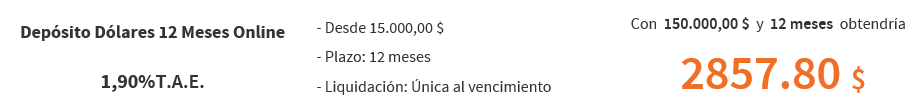 Depósito Dólares 12 Meses Online
1,90%T.A.E.
- Desde 15.000,00 $
- Plazo: 12 meses
- Liquidación: Única al vencimiento
Con 150.000,00 $ y 12 meses obtendría
2857.80 $